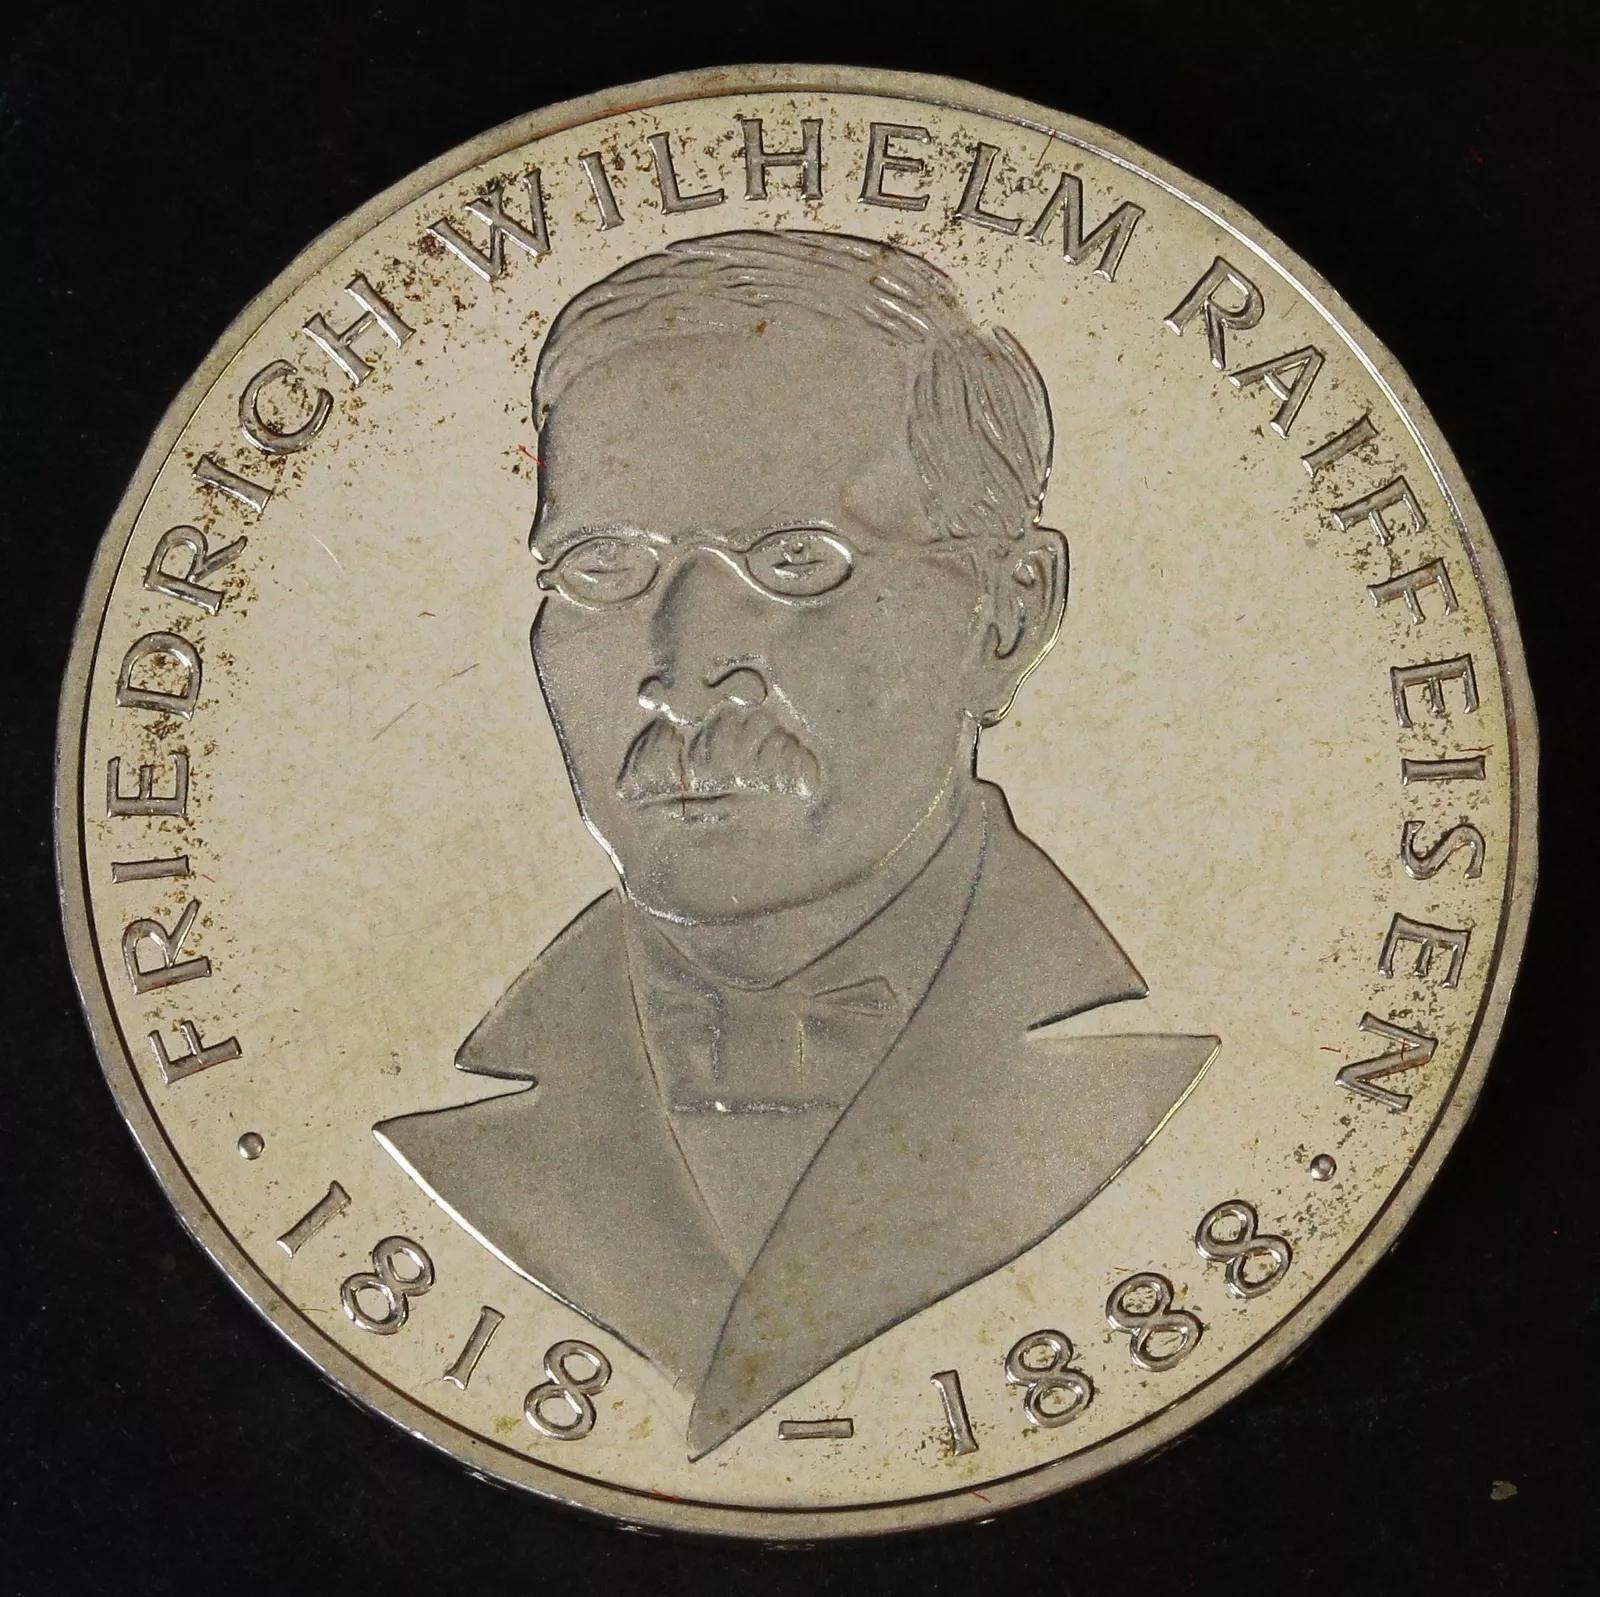 · FRIEDRICH WILHELM RAIFFEISEN ·
1818 – 1888